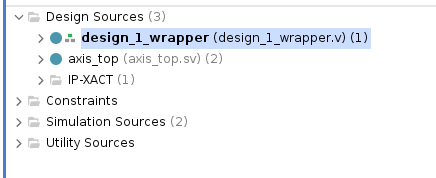 Design Sources (3)
design_1_wrapper (design_1_wrapper.v) (1)
axis_top (axis_top.sv) (2)
IP-XACT (1)
Constraints
Simulation Sources (2)
Utility Sources